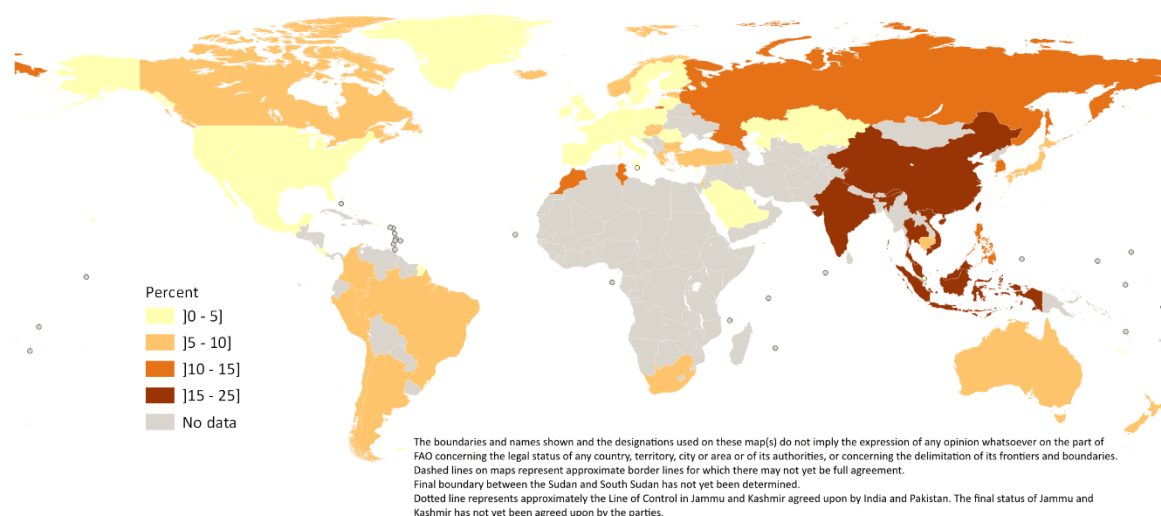 Percent
]0 - 5]
]5 - 10]
]10 - 15]
]15 - 25]
No data
The boundaries and names shown and the designations used on these map(s) do not imply the expression of any opinion whatsoever on the part of
FAO concerning the legal status of any country, territory, city or area or of its authorities, or concerning the delimitation of its frontiers and boundaries.
Dashed lines on maps represent approximate border lines for which there may not yet be full agreement.
Final boundary between the Sudan and South Sudan has not yet been determined.
Dotted line represents approximately the Line of Control in Jammu and Kashmir agreed upon by India and Pakistan. The final status of Jammu and
Kashmir has not yet been agreed upon by the parties.